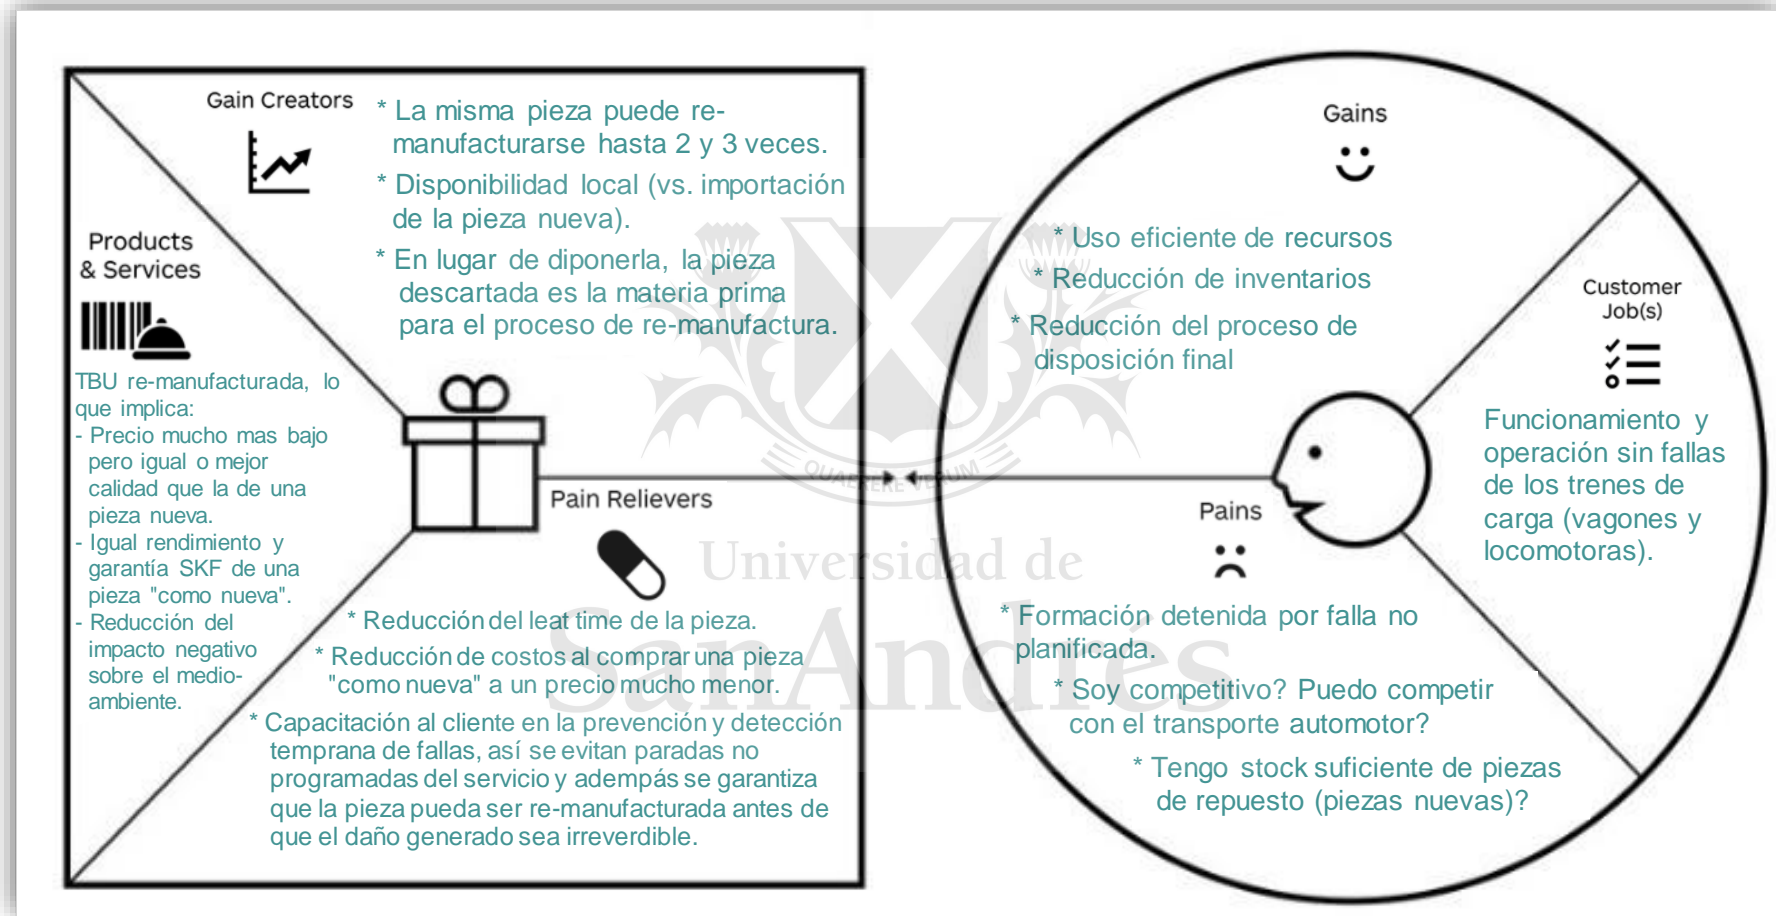 Gain Creators
* La misma pieza puede re-
manufacturarse hasta 2 y 3 veces.
* Disponibilidad local (vs. importación
de la pieza nueva).
* En lugar de diponerla, la pieza
descartada es la materia prima
para el proceso de re-manufactura.
Products
& Services
TBU re-manufacturada, lo
que implica:
- Precio mucho mas bajo
pero igual o mejor
calidad que la de una
pieza nueva.
- Igual rendimiento y
garantía SKF de una
pieza "como nueva".
- Reducción del
impacto negativo
sobre el medio-
ambiente.
Pain Relievers
* Reducción del leat time de la pieza.
* Reducción de costos al comprar una pieza
"como nueva" a un precio mucho menor.
* Capacitación al cliente en la prevención y detección
temprana de fallas, así se evitan paradas no
programadas del servicio y adempás se garantiza
que la pieza pueda ser re-manufacturada antes de
que el daño generado sea irreverdible.
Gains
* Uso eficiente de recursos
* Reducción de inventarios
* Reducción del proceso de
disposición final
Customer
Job(s)
Funcionamiento y
operación sin fallas
de los trenes de
carga (vagones y
locomotoras).
Pains
* Formación detenida por falla no
planificada.
* Soy competitivo? Puedo competir
con el transporte automotor?
* Tengo stock suficiente de piezas
de repuesto (piezas nuevas)?
QUAERERE VERUM
Universidad de
SanAndrés